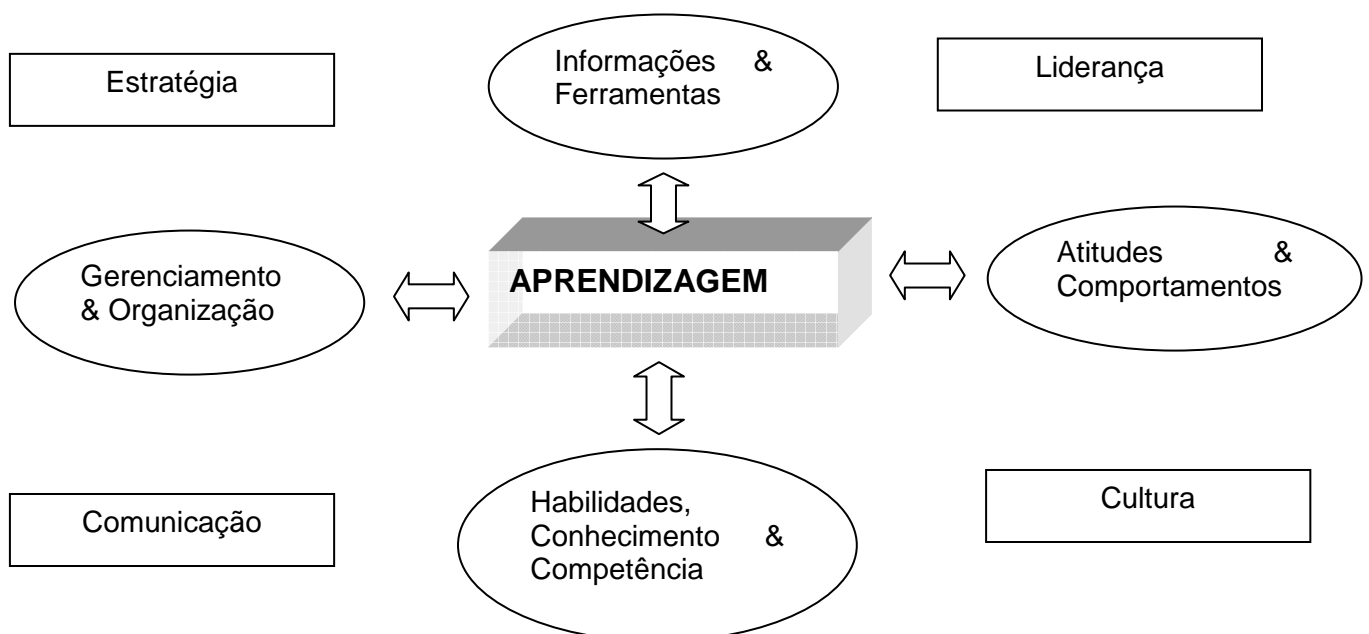 Estratégia
Informações &
Ferramentas
Liderança
Gerenciamento
& Organização
APRENDIZAGEM
Atitudes &
Comportamentos
Comunicação
Habilidades,
Conhecimento &
Competência
Cultura